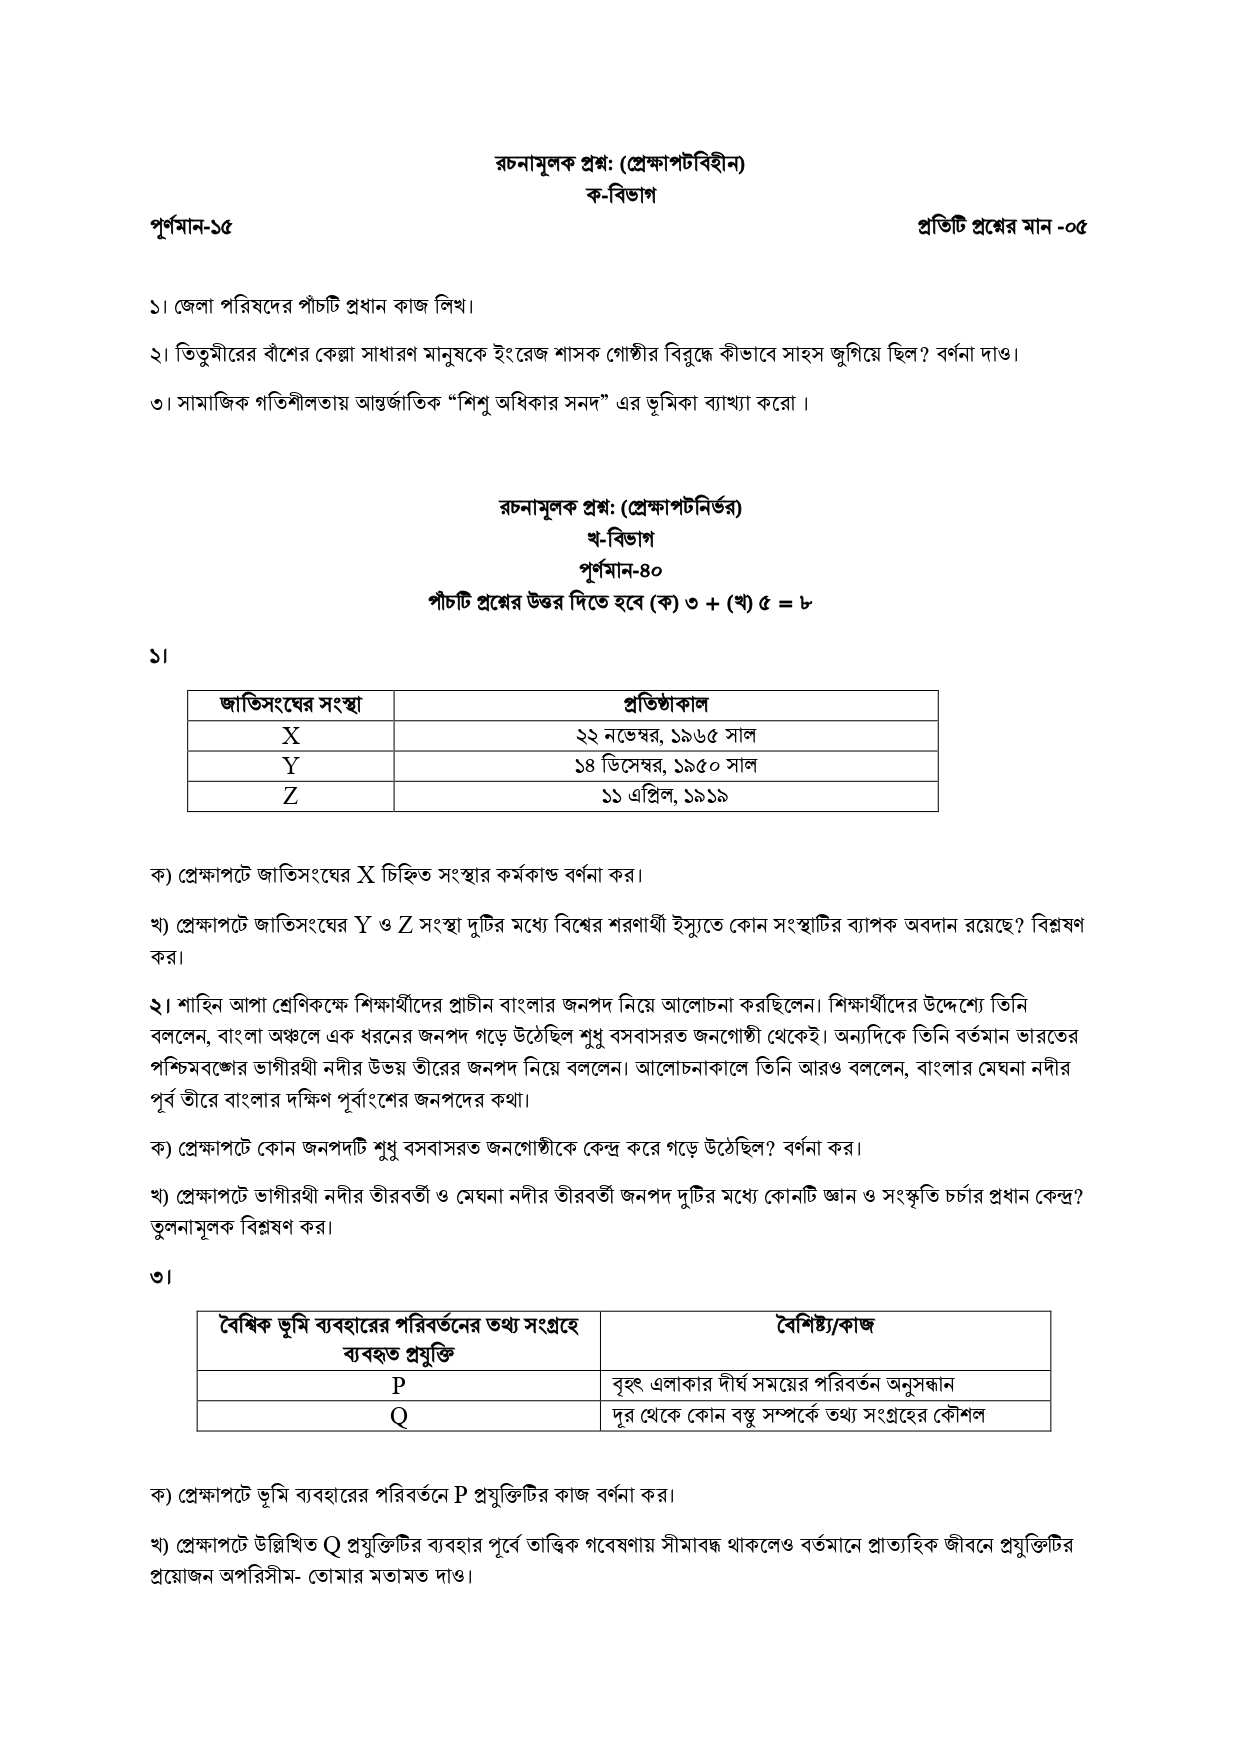 রচনামূলক প্রশ্ন: (প্রেক্ষাপটবিহীন)
ক-বিভাগ
পূর্ণমান-১৫ প্রতিটি প্রশ্নের মান -০৫
১। জেলা পরিষদের পাঁচটি প্রধান কাজ লিখ।
২। তিতুমীরের বাঁশের কেল্লা সাধারণ মানুষকে ইংরেজ শাসক গোষ্ঠীর বিরুদ্ধে কীভাবে সাহস জুগিয়ে ছিল? বর্ণনা দাও।
৩। সামাজিক গতিশীলতায় আন্তর্জাতিক “শিশু অধিকার সনদ” এর ভূমিকা ব্যাখ্যা করো ।
রচনামূলক প্রশ্ন: (প্রেক্ষাপটনির্ভর)
খ-বিভাগ
পূর্ণমান-৪০
পাঁচটি প্রশ্নের উত্তর দিতে হবে (ক) ৩ + (খ) ৫ = ৮
১।
জাতিসংঘের সংস্থা প্রতিষ্ঠাকাল
X ২২ নভেম্বর, ১৯৬৫ সাল
Y ১৪ ডিসেম্বর, ১৯৫০ সাল
Z ১১ এপ্রিল, ১৯১৯
ক) প্রেক্ষাপটে জাতিসংঘের X চিহ্নিত সংস্থার কর্মকান্ড বর্ণনা কর।
খ) প্রেক্ষাপটে জাতিসংঘের Y ও Z সংস্থা দুটির মধ্যে বিশ্বের শরণার্থী ইস্যুতে কোন সংস্থাটির ব্যাপক অবদান রয়েছে? বিশ্লষণ
কর।
২। শাহিন আপা শ্রেণিকক্ষে শিক্ষার্থীদের প্রাচীন বাংলার জনপদ নিয়ে আলোচনা করছিলেন। শিক্ষার্থীদের উদ্দেশ্যে তিনি
বললেন, বাংলা অঞ্চলে এক ধরনের জনপদ গড়ে উঠেছিল শুধু বসবাসরত জনগোষ্ঠী থেকেই। অন্যদিকে তিনি বর্তমান ভারতের
পশ্চিমবঙ্গের ভাগীরথী নদীর উভয় তীরের জনপদ নিয়ে বললেন। আলোচনাকালে তিনি আরও বললেন, বাংলার মেঘনা নদীর
পূর্ব তীরে বাংলার দক্ষিণ পূর্বাংশের জনপদের কথা।
ক) প্রেক্ষাপটে কোন জনপদটি শুধু বসবাসরত জনগোষ্ঠীকে কেন্দ্র করে গড়ে উঠেছিল? বর্ণনা কর।
খ) প্রেক্ষাপটে ভাগীরথী নদীর তীরবর্তী ও মেঘনা নদীর তীরবর্তী জনপদ দুটির মধ্যে কোনটি জ্ঞান ও সংস্কৃতি চর্চার প্রধান কেন্দ্র?
তুলনামূলক বিশ্লষণ কর।
৩।
বৈশ্বিক ভূমি ব্যবহারের পরিবর্তনের তথ্য সংগ্রহে বৈশিষ্ট্য/কাজ
ব্যবহৃত প্রযুক্তি
P বৃহৎ এলাকার দীর্ঘ সময়ের পরিবর্তন অনুসন্ধান
Q দূর থেকে কোন বস্তু সম্পর্কে তথ্য সংগ্রহের কৌশল
ক) প্রেক্ষাপটে ভূমি ব্যবহারের পরিবর্তনে P প্রযুক্তিটির কাজ বর্ণনা কর।
খ) প্রেক্ষাপটে উল্লিখিত Q প্রযুক্তিটির ব্যবহার পূর্বে তাত্ত্বিক গবেষণায় সীমাবদ্ধ থাকলেও বর্তমানে প্রাত্যহিক জীবনে প্রযুক্তিটির
প্রয়োজন অপরিসীম- তোমার মতামত দাও।